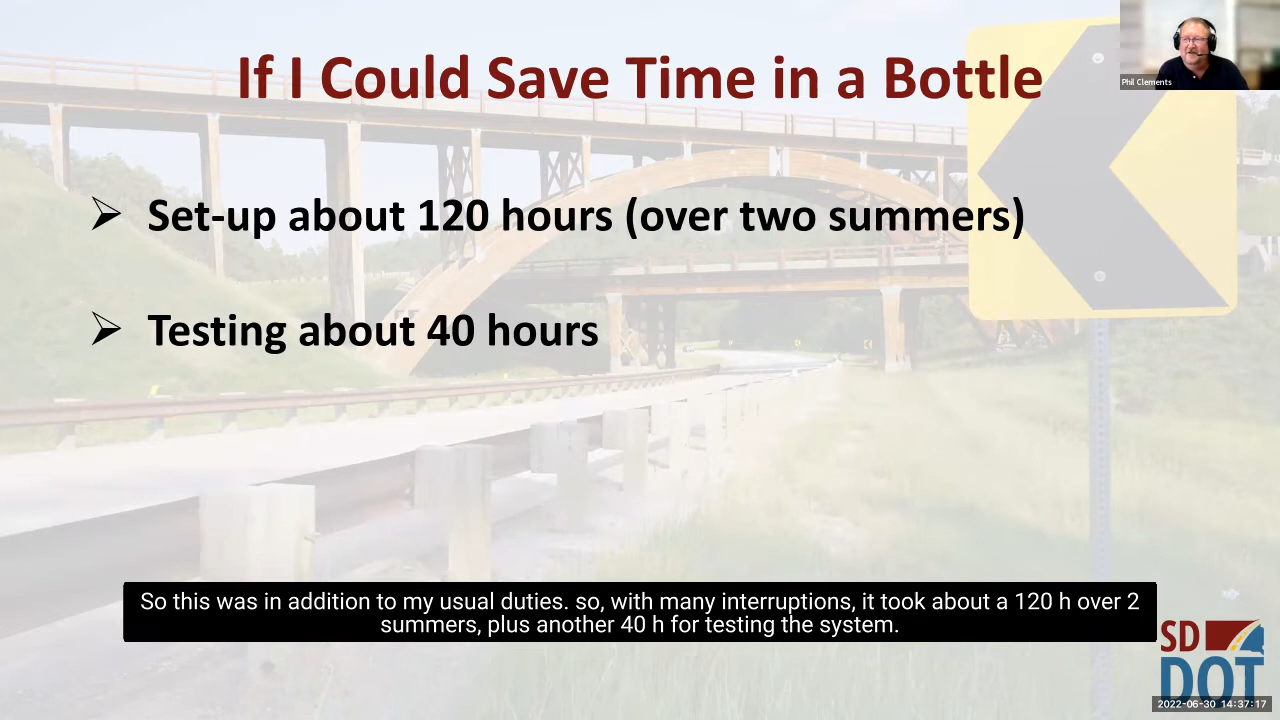 If I Could Save Time in a Bottle
Phil Clements
➢ Set-up about 120 hours (over two summers)
➢ Testing about 40 hours
So this was in addition to my usual duties. so, with many interruptions, it took about a 120 h over 2
summers, plus another 40 h for testing the system.
SD
DOT
2022-06-30 14:37:17